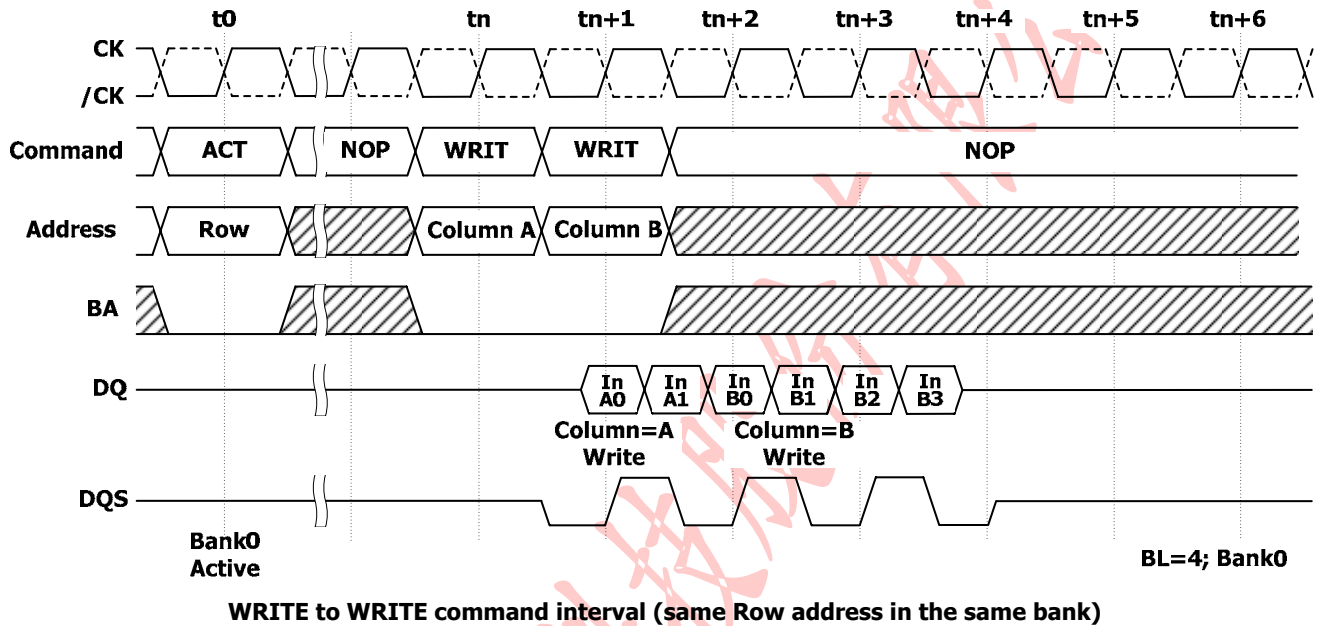 t0 tn tn+1 tn+2 tn+3 tn+4 tn+5 tn+6
CK
/CK
Command ACT NOP WRIT WRIT NOP
Address Row Column A Column B
BA
DQ In A0 In A1 In B0 In B1 In B2 In B3
Column=A Write Column=B Write
DQS
Bank0 Active
BL=4; Bank0
WRITE to WRITE command interval (same Row address in the same bank)